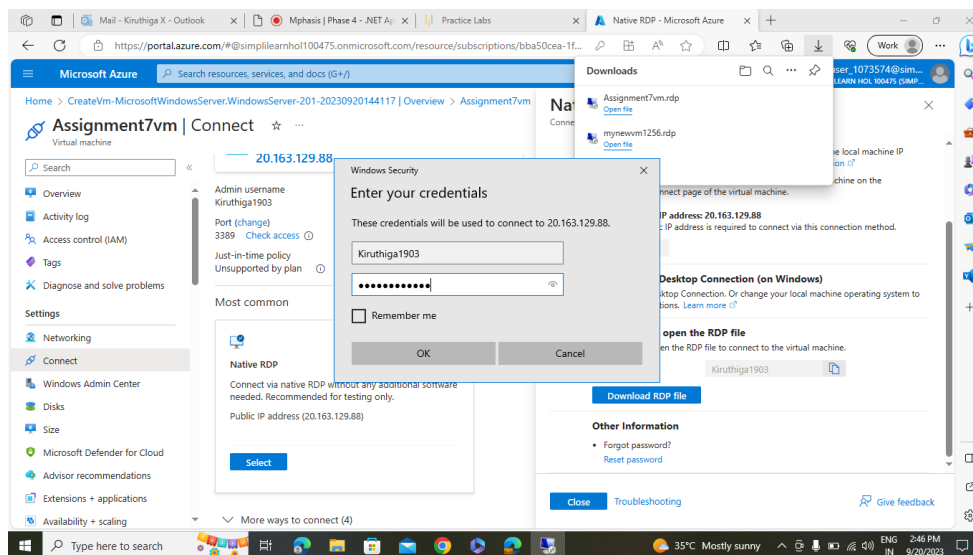 Mail - Kiruthiga X - Outlook
Mphasis | Phase 4 - .NET Ap
Practice Labs
Native RDP - Microsoft Azure
https://portal.azure.com/#@simplilearnhol100475.onmicrosoft.com/resource/subscriptions/bba50cea-1f...
Work
Microsoft Azure
Search resources, services, and docs (G+/)
user_1073574@sim...
LEARN HOL 100475 (SIMP...
Downloads
Assignment7vm.rdp
Open file
mynewvm1256.rdp
Open file
Home > CreateVm-MicrosoftWindowsServer.WindowsServer-201-20230920144117 | Overview > Assignment7vm
Assignment7vm | Connect
Virtual machine
Search
Overview
Activity log
Access control (IAM)
Tags
Diagnose and solve problems
Settings
Networking
Connect
Windows Admin Center
Disks
Size
Microsoft Defender for Cloud
Advisor recommendations
Extensions + applications
Availability + scaling
20.163.129.88
Admin username
Kiruthiga1903
Port (change)
3389 Check access
Just-in-time policy
Unsupported by plan
Most common
Native RDP
Connect via native RDP without any additional software
needed. Recommended for testing only.
Public IP address (20.163.129.88)
Select
More ways to connect (4)
Windows Security
Enter your credentials
These credentials will be used to connect to 20.163.129.88.
Kiruthiga1903
Remember me
OK
Cancel
Nat
Conne
e local machine IP
on
chine on the
nnect page of the virtual machine.
IP address: 20.163.129.88
IP address is required to connect via this connection method.
Desktop Connection (on Windows)
ktop Connection. Or change your local machine operating system to
tions. Learn more
open the RDP file
en the RDP file to connect to the virtual machine.
Kiruthiga1903
Download RDP file
Other Information
• Forgot password?
Reset password
Close
Troubleshooting
Give feedback
Type here to search
35°C Mostly sunny
ENG
IN
2:46 PM
9/20/2023